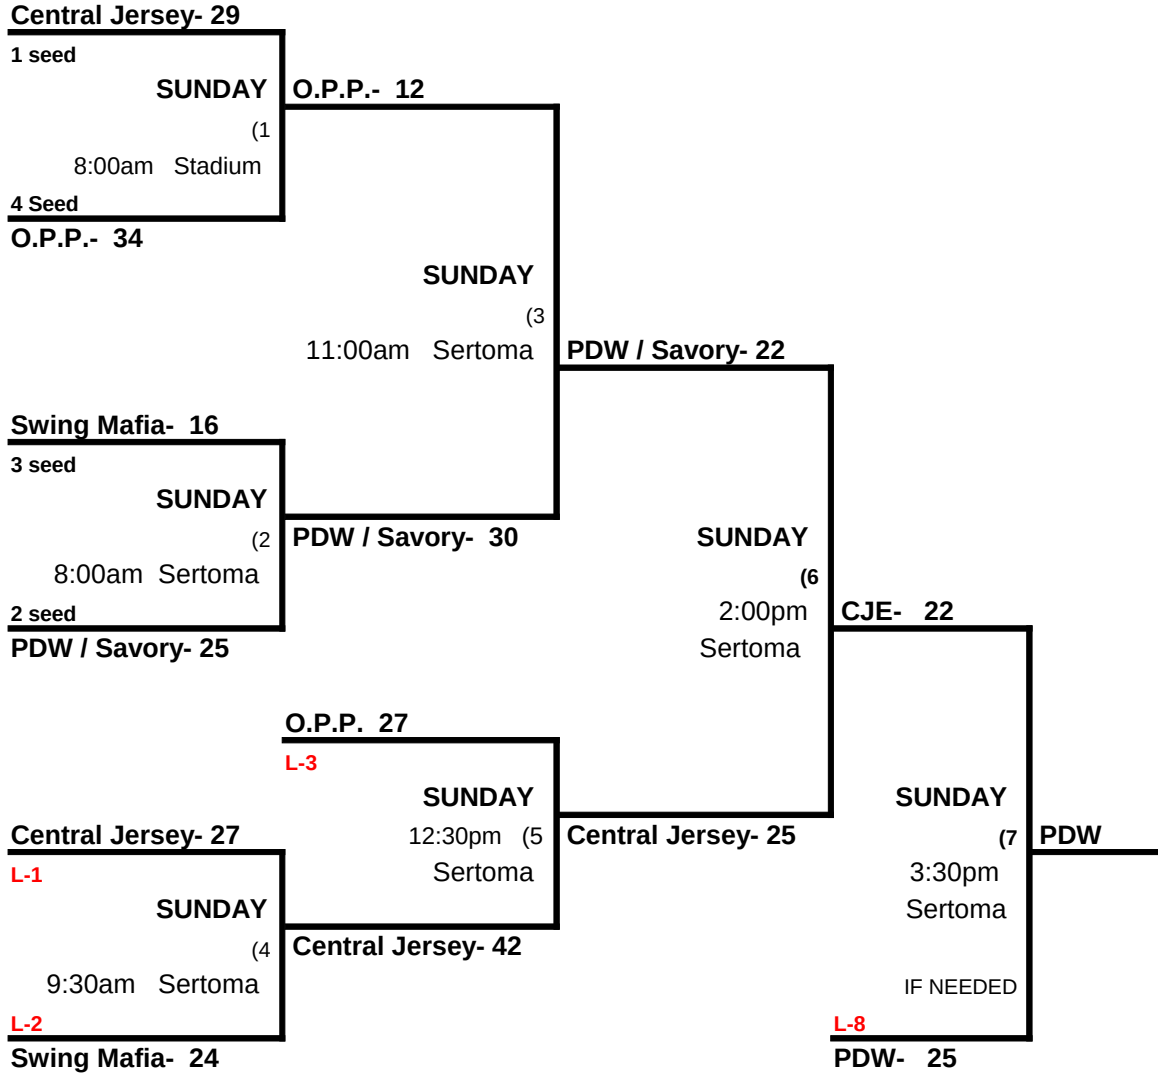 Central Jersey- 29
1 seed
SUNDAY
O.P.P.- 12
(1
8:00am Stadium
4 Seed
O.P.P.- 34
SUNDAY
(3
11:00am Sertoma
PDW / Savory- 22
Swing Mafia- 16
3 seed
SUNDAY
(2
PDW / Savory- 30
8:00am Sertoma
2 seed
PDW / Savory- 25
SUNDAY
(6
2:00pm
Sertoma
CJE- 22
O.P.P. 27
L-3
SUNDAY
12:30pm (5
Sertoma
Central Jersey- 25
Central Jersey- 27
L-1
SUNDAY
(4
Central Jersey- 42
9:30am Sertoma
L-2
Swing Mafia- 24
SUNDAY
(7
PDW
3:30pm
Sertoma
IF NEEDED
L-8
PDW- 25